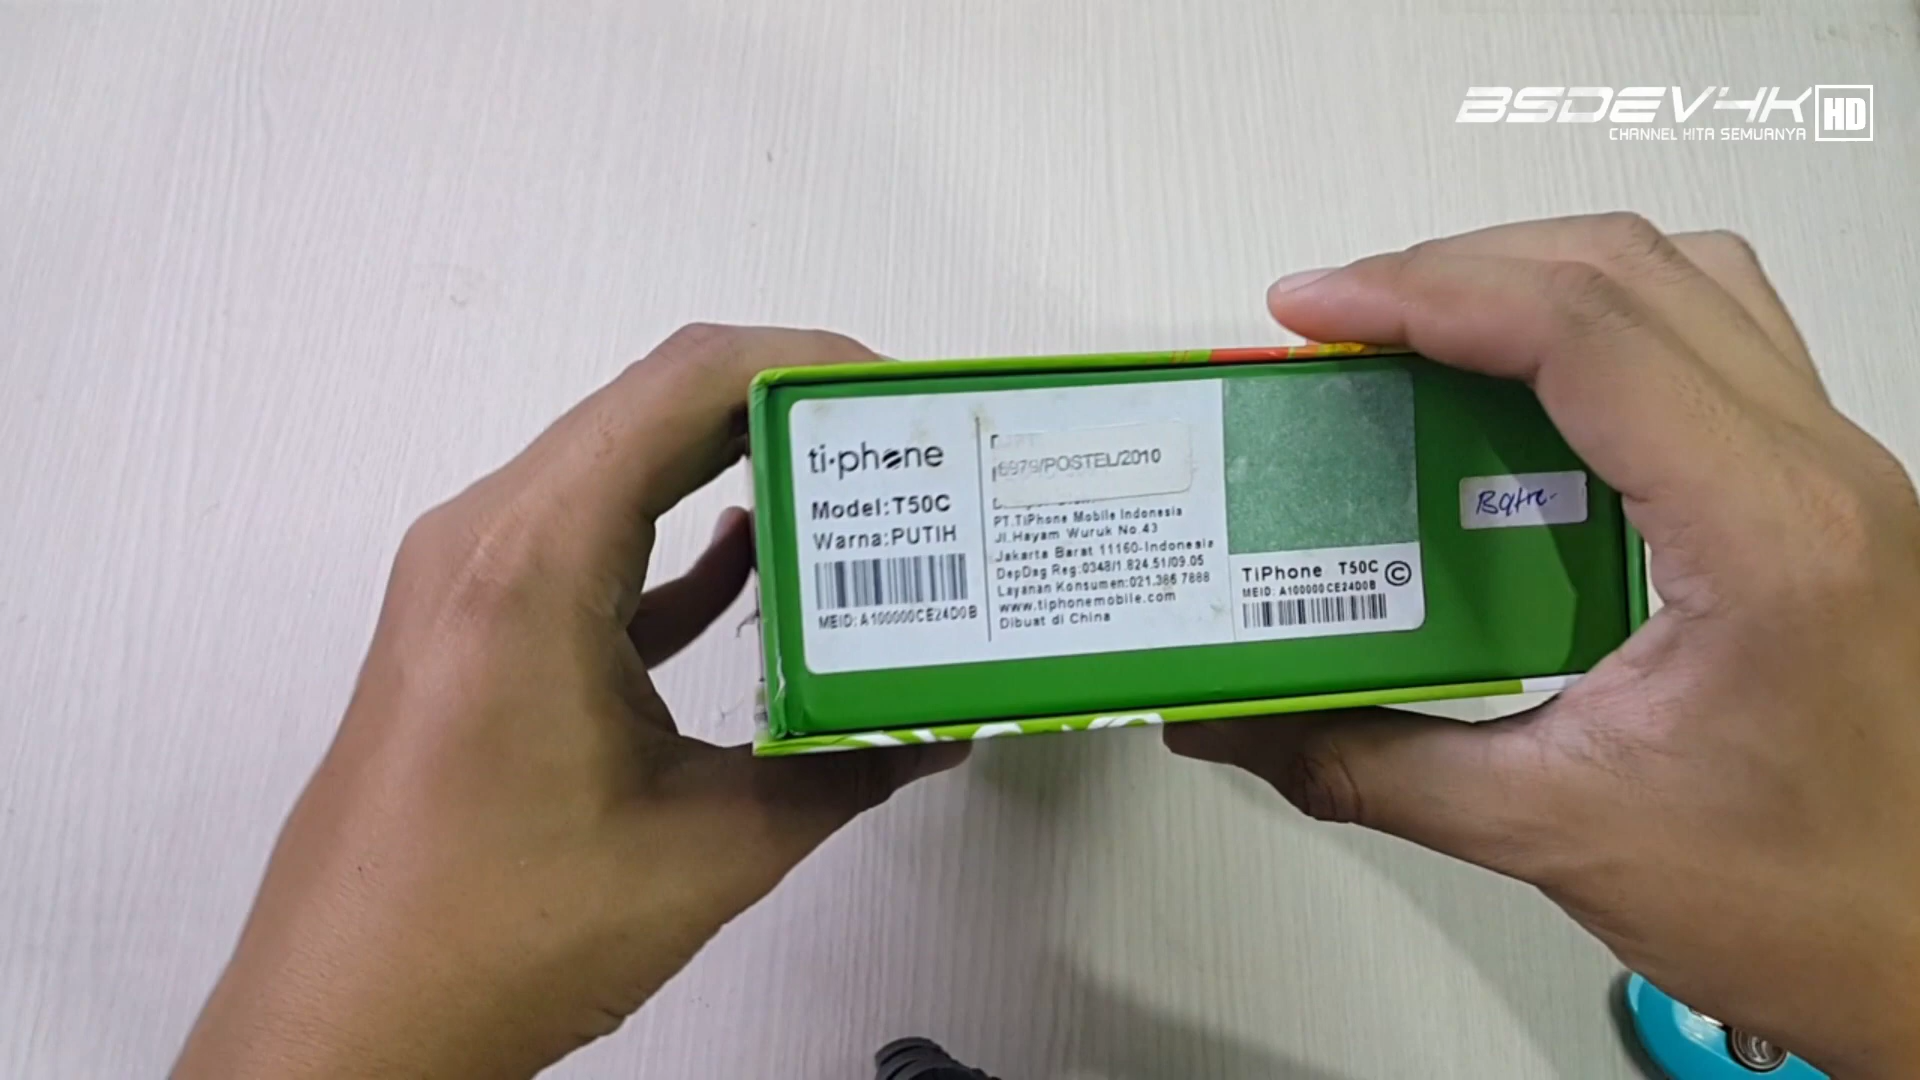 BSDEV4K HD
CHANNEL KITA SEMUANYA
ti·phone
Model:T50C
Warna:PUTIH
MEID:A100000CE24D0B
6979/POSTEL/2010
PT.TiPhone Mobile Indonesia
Jl.Hayam Wuruk No.43
Jakarta Barat 11160-Indonesia
DepDag Reg:0348/1.824.51/09.05
Layanan Konsumen:021.386 7888
www.tiphonemobile.com
Dibuat di China
TiPhone T50C ©
MEID: A100000CE24D0B